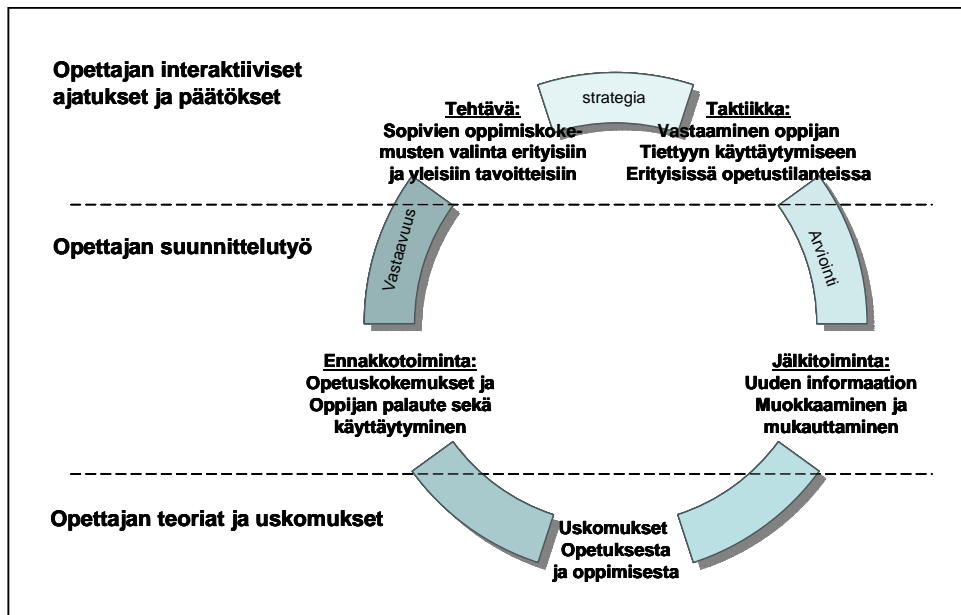 Opettajan interaktiiviset
ajatukset ja päätökset
strategia
Tehtävä:
Sopivien oppimiskoke-
musten valinta erityisiin
ja yleisiin tavoitteisiin
Taktiikka:
Vastaaminen oppijan
Tiettyyn käyttäytymiseen
Erityisissä opetustilanteissa
Opettajan suunnittelutyö
Vastaavuus
Arviointi
Ennakkotoiminta:
Opetuskokemukset ja
Oppijan palaute sekä
käyttäytyminen
Jälkitoiminta:
Uuden informaation
Muokkaaminen ja
mukauttaminen
Opettajan teoriat ja uskomukset
Uskomukset
Opetuksesta
ja oppimisesta